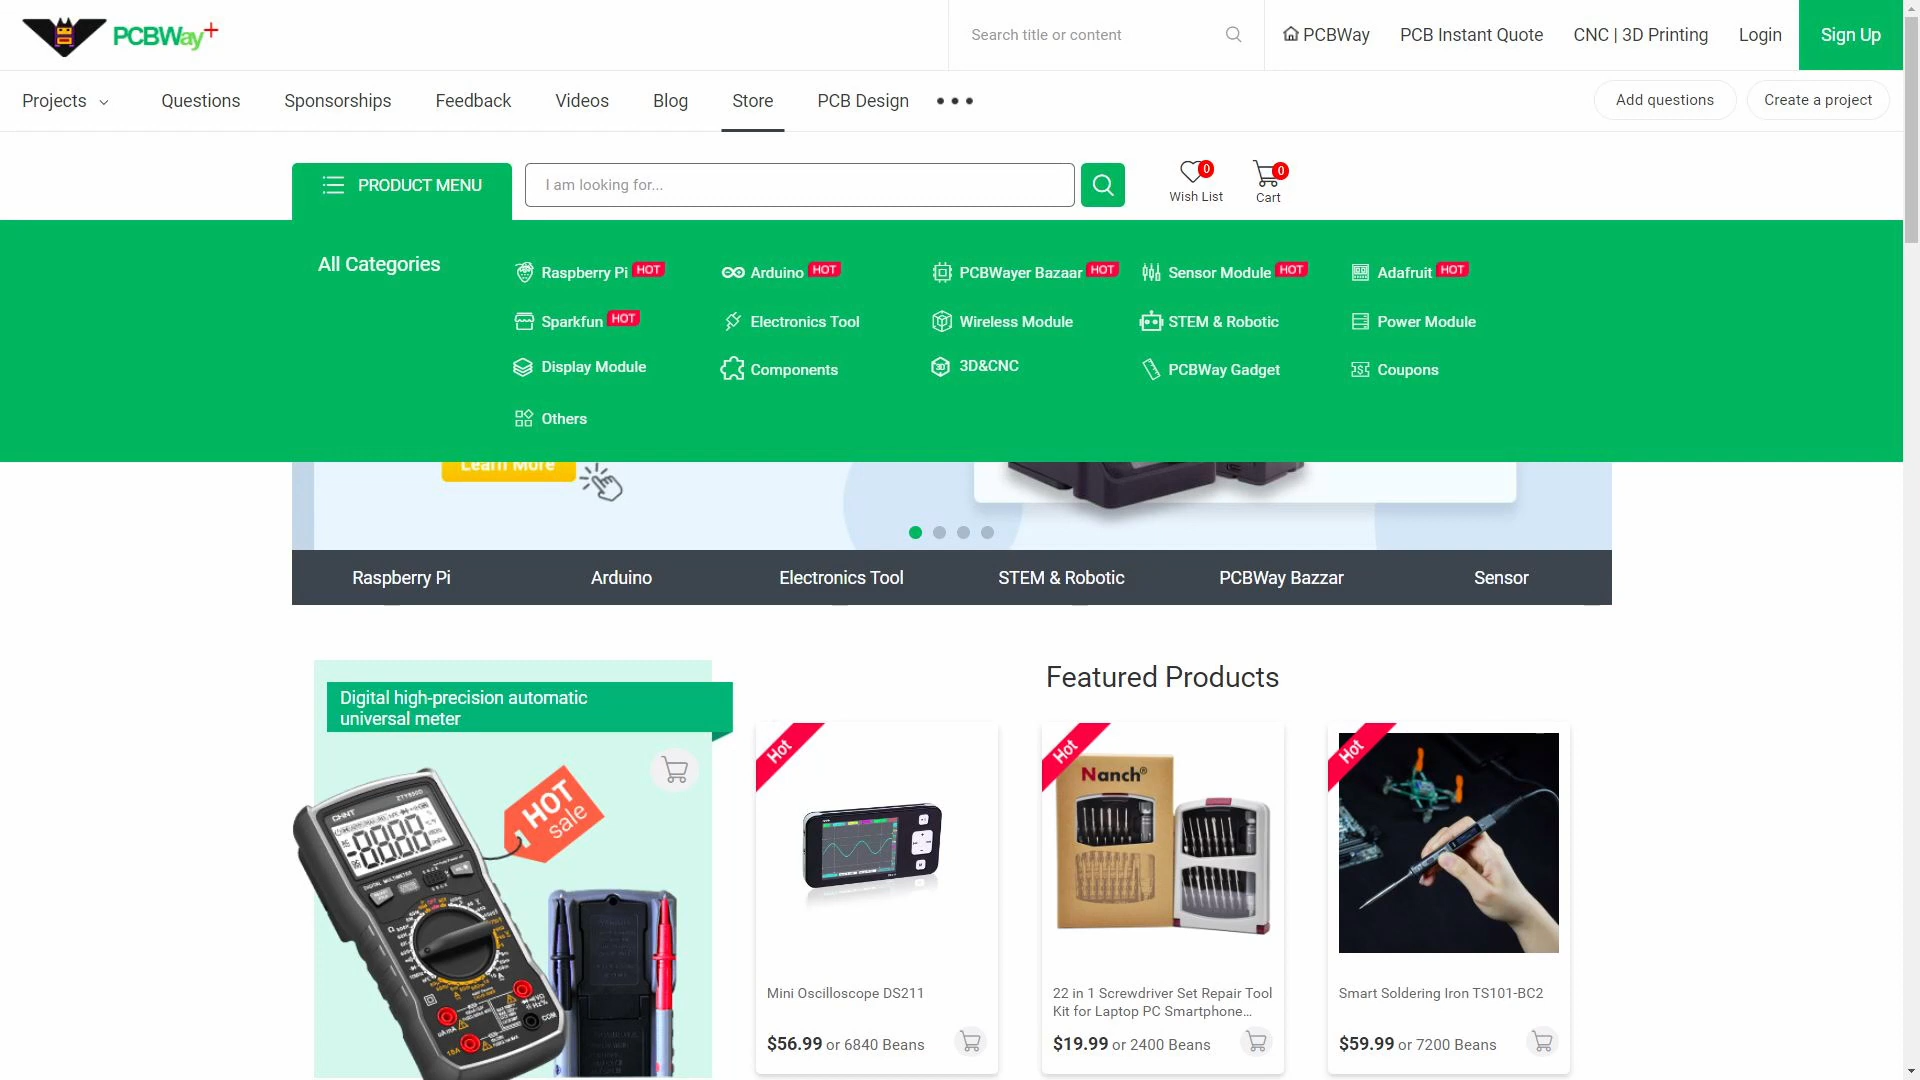 PCBWay+
Search title or content
PCBWay
PCB Instant Quote
CNC | 3D Printing
Login
Sign Up
Projects
Questions
Sponsorships
Feedback
Videos
Blog
Store
PCB Design
Add questions
Create a project
PRODUCT MENU
I am looking for...
0
Wish List
0
Cart
All Categories
Raspberry Pi HOT
Arduino HOT
PCBWayer Bazaar HOT
Sensor Module HOT
Adafruit HOT
Sparkfun HOT
Electronics Tool
Wireless Module
STEM & Robotic
Power Module
Display Module
Components
3D&CNC
PCBWay Gadget
Coupons
Others
Learn More
Raspberry Pi
Arduino
Electronics Tool
STEM & Robotic
PCBWay Bazzar
Sensor
Digital high-precision automatic
universal meter
HOT
sale
CHNT
COM
Featured Products
Hot
Mini Oscilloscope DS211
$56.99 or 6840 Beans
Hot
Nanch®
22 in 1 Screwdriver Set Repair Tool
Kit for Laptop PC Smartphone...
$19.99 or 2400 Beans
Hot
Smart Soldering Iron TS101-BC2
$59.99 or 7200 Beans